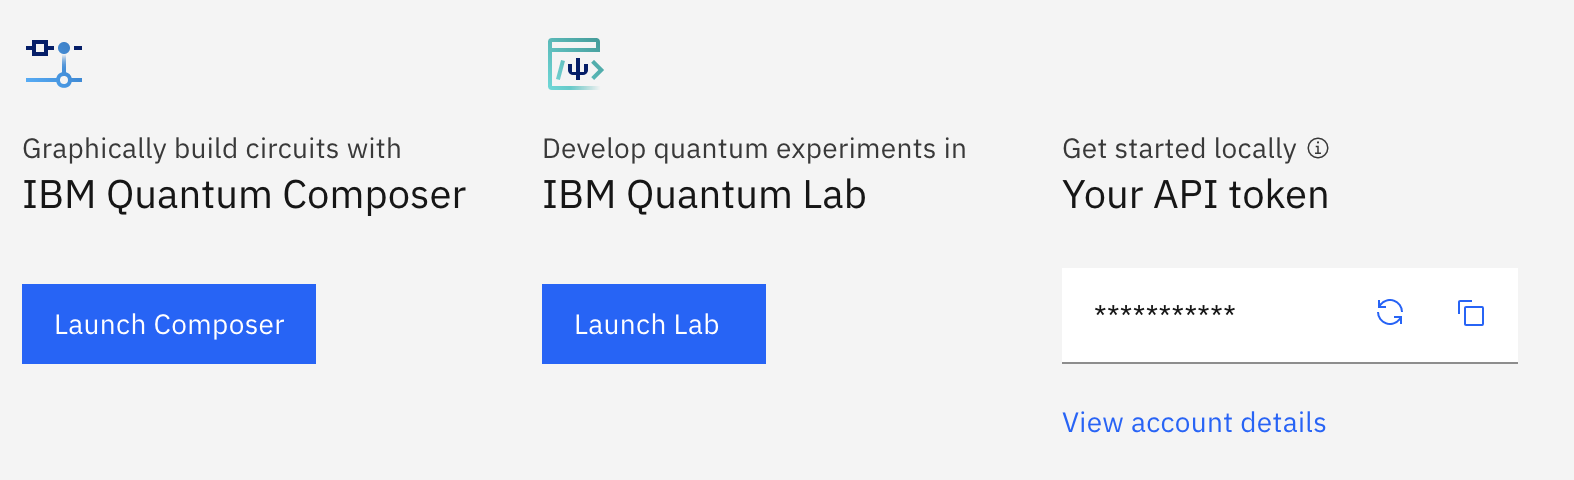 Graphically build circuits with
IBM Quantum Composer
Launch Composer
Develop quantum experiments in
IBM Quantum Lab
Launch Lab
Get started locally
Your API token
***********
View account details